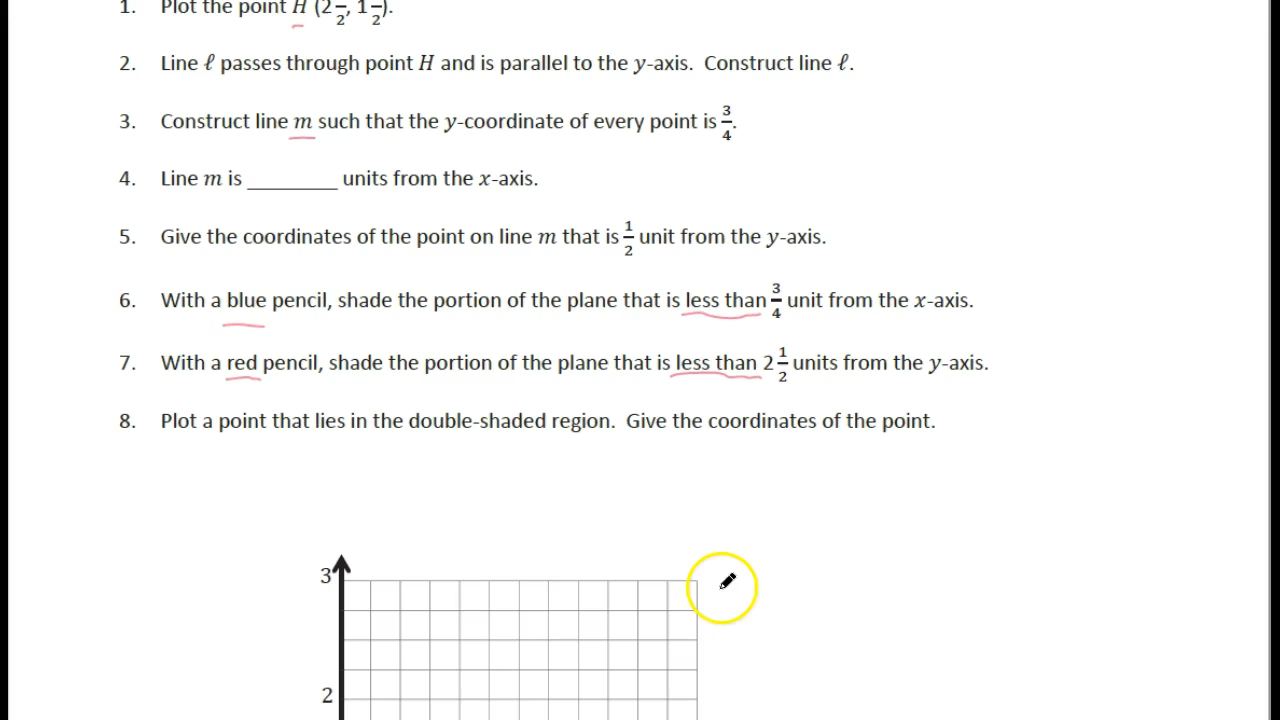 1. Plot the point H (2 –/2, 1 –/2).
2. Line ℓ passes through point H and is parallel to the y-axis. Construct line ℓ.
3. Construct line m such that the y-coordinate of every point is 3/4.
4. Line m is ________ units from the x-axis.
5. Give the coordinates of the point on line m that is 1/2 unit from the y-axis.
6. With a blue pencil, shade the portion of the plane that is less than 3/4 unit from the x-axis.
7. With a red pencil, shade the portion of the plane that is less than 2 1/2 units from the y-axis.
8. Plot a point that lies in the double-shaded region. Give the coordinates of the point.
3
2